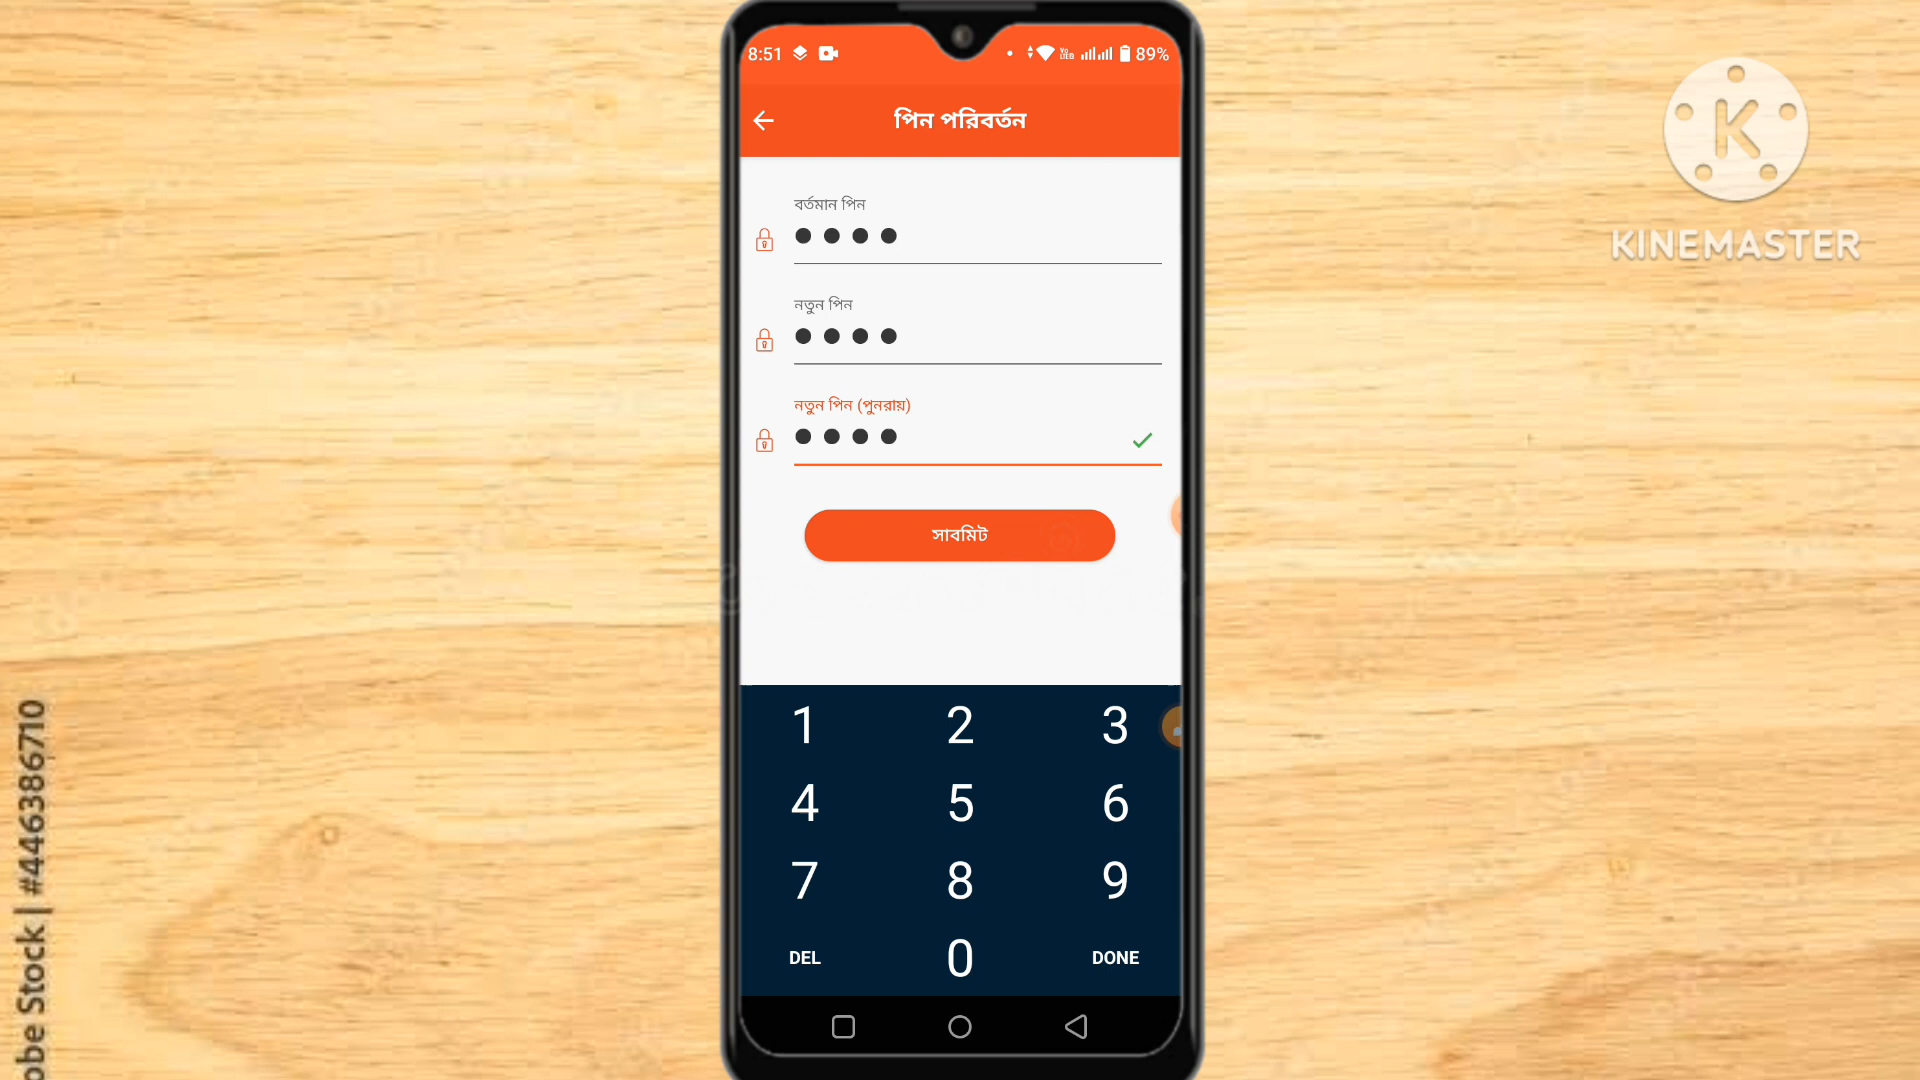 8:51
89%
পিন পরিবর্তন
বর্তমান পিন
নতুন পিন
নতুন পিন (পুনরায়)
সাবমিট
1 2 3
4 5 6
7 8 9
DEL 0 DONE
KINEMASTER
obe Stock | #446386710